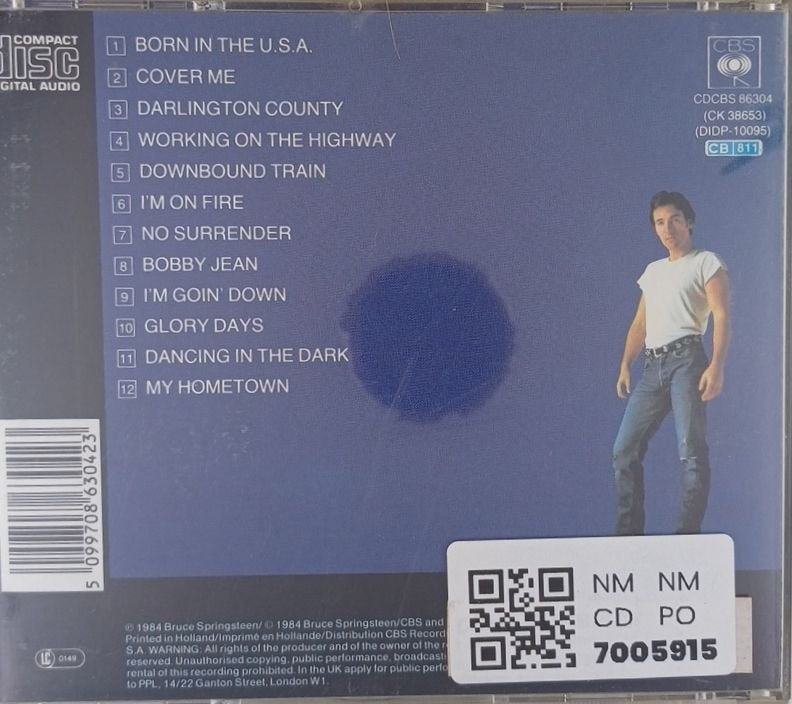 COMPACT
disc
DIGITAL AUDIO
1 BORN IN THE U.S.A.
2 COVER ME
3 DARLINGTON COUNTY
4 WORKING ON THE HIGHWAY
5 DOWNBOUND TRAIN
6 I'M ON FIRE
7 NO SURRENDER
8 BOBBY JEAN
9 I'M GOIN' DOWN
10 GLORY DAYS
11 DANCING IN THE DARK
12 MY HOMETOWN
CBS
CDCBS 86304
(CK 38653)
(DIDP-10095)
CB 811
5 099708 630423
LC 0149
℗ 1984 Bruce Springsteen/ © 1984 Bruce Springsteen/CBS and
Printed in Holland/Imprimé en Hollande/Distribution CBS Record
S.A. WARNING: All rights of the producer and of the owner of the
reserved. Unauthorised copying, public performance, broadcasti
rental of this recording prohibited. In the UK apply for public perfo
to PPL, 14/22 Ganton Street, London W1.
NM NM
CD PO
7005915